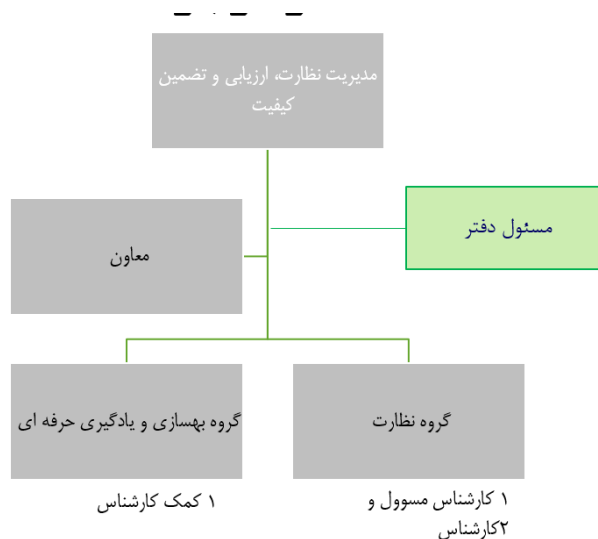 مدیریت نظارت، ارزیابی و تضمین
کیفیت
مسئول دفتر
معاون
گروه نظارت
گروه بهسازی و یادگیری حرفه ای
۱ کارشناس مسوول و
۲کارشناس
۱ کمک کارشناس